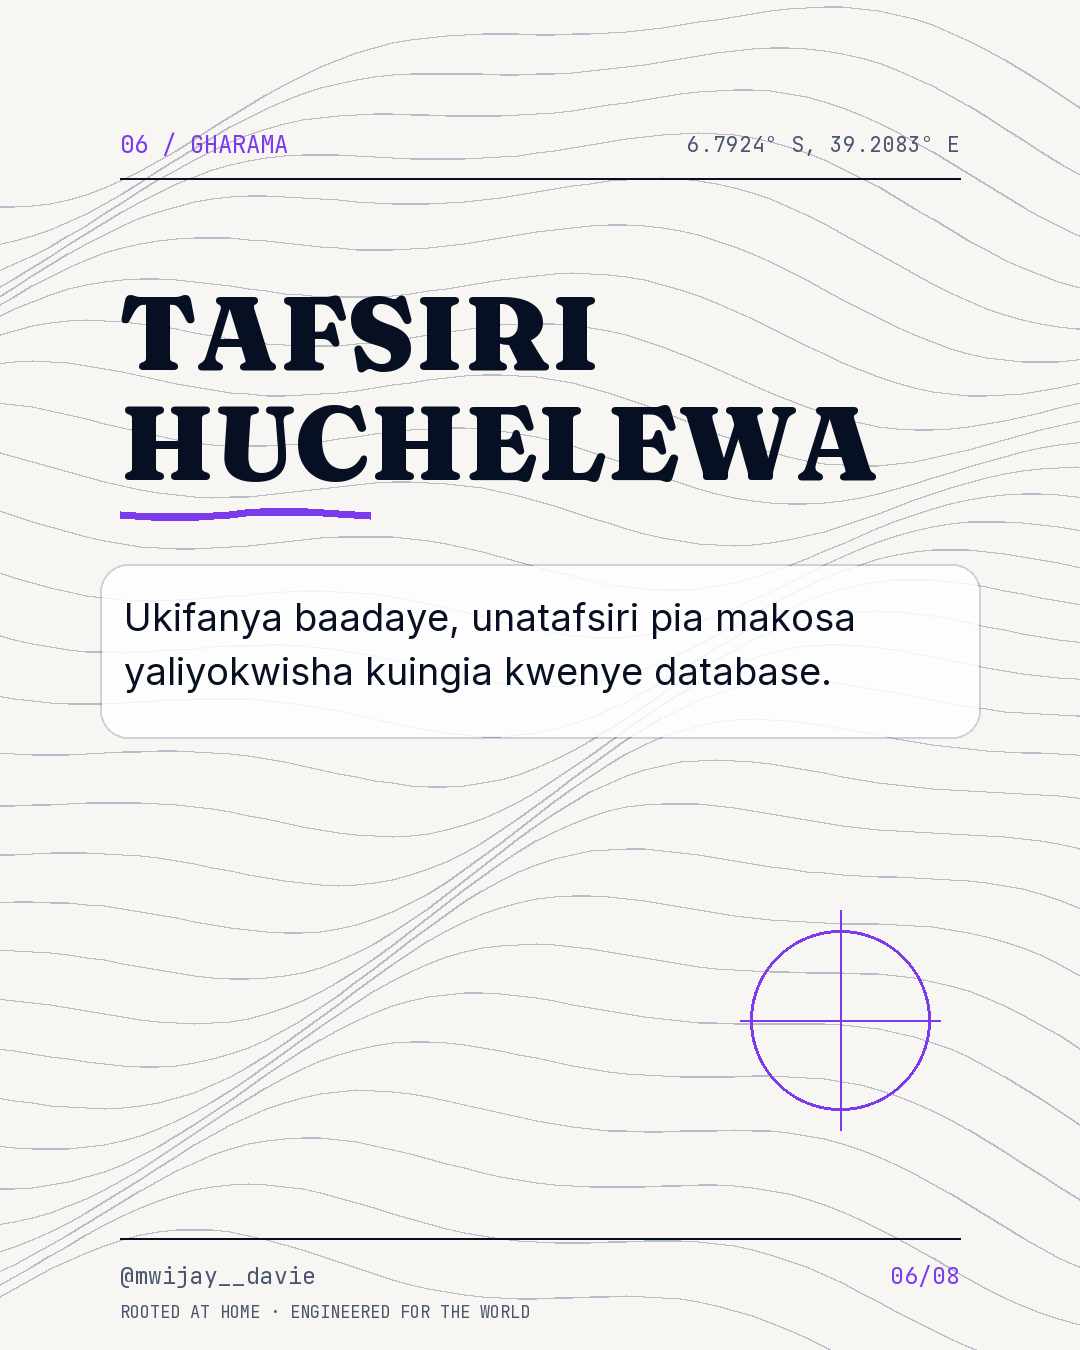 06 / GHARAMA
6.7924° S, 39.2083° E
TAFSIRI
HUCHELEWA
Ukifanya baadaye, unatafsiri pia makosa
yaliyokwisha kuingia kwenye database.
@mwijay__davie
06/08
ROOTED AT HOME · ENGINEERED FOR THE WORLD